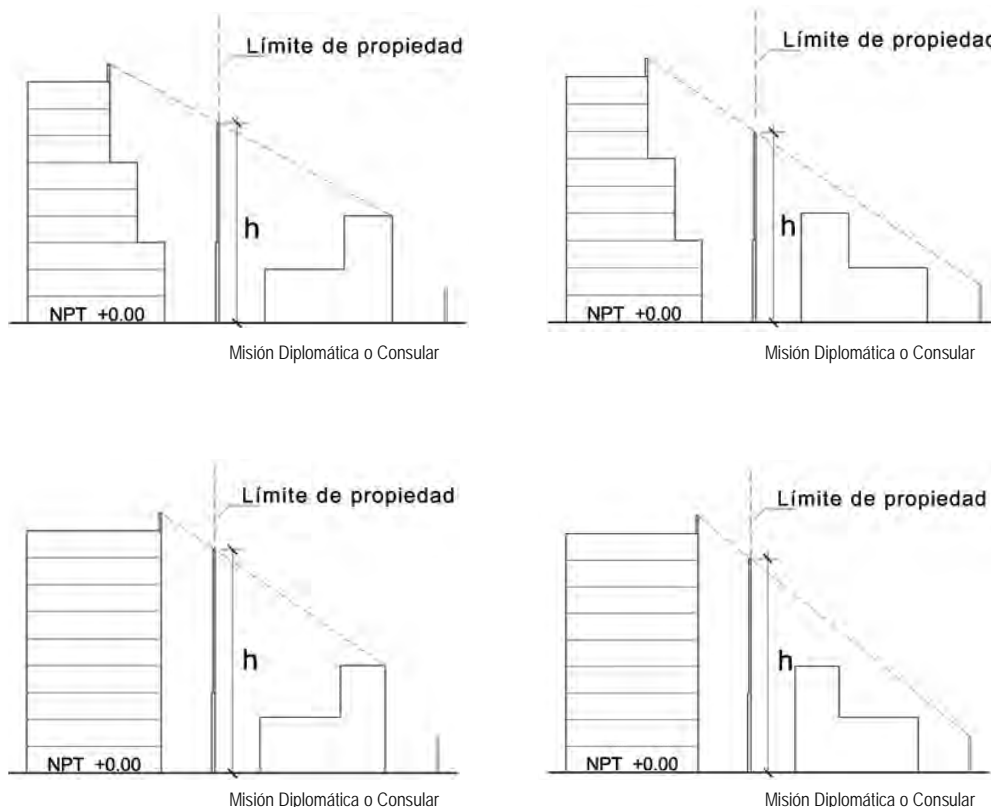 Límite de propiedad
h
NPT +0.00
Misión Diplomática o Consular
Límite de propiedad
h
NPT +0.00
Misión Diplomática o Consular
Límite de propiedad
h
NPT +0.00
Misión Diplomática o Consular
Límite de propiedad
h
NPT +0.00
Misión Diplomática o Consular